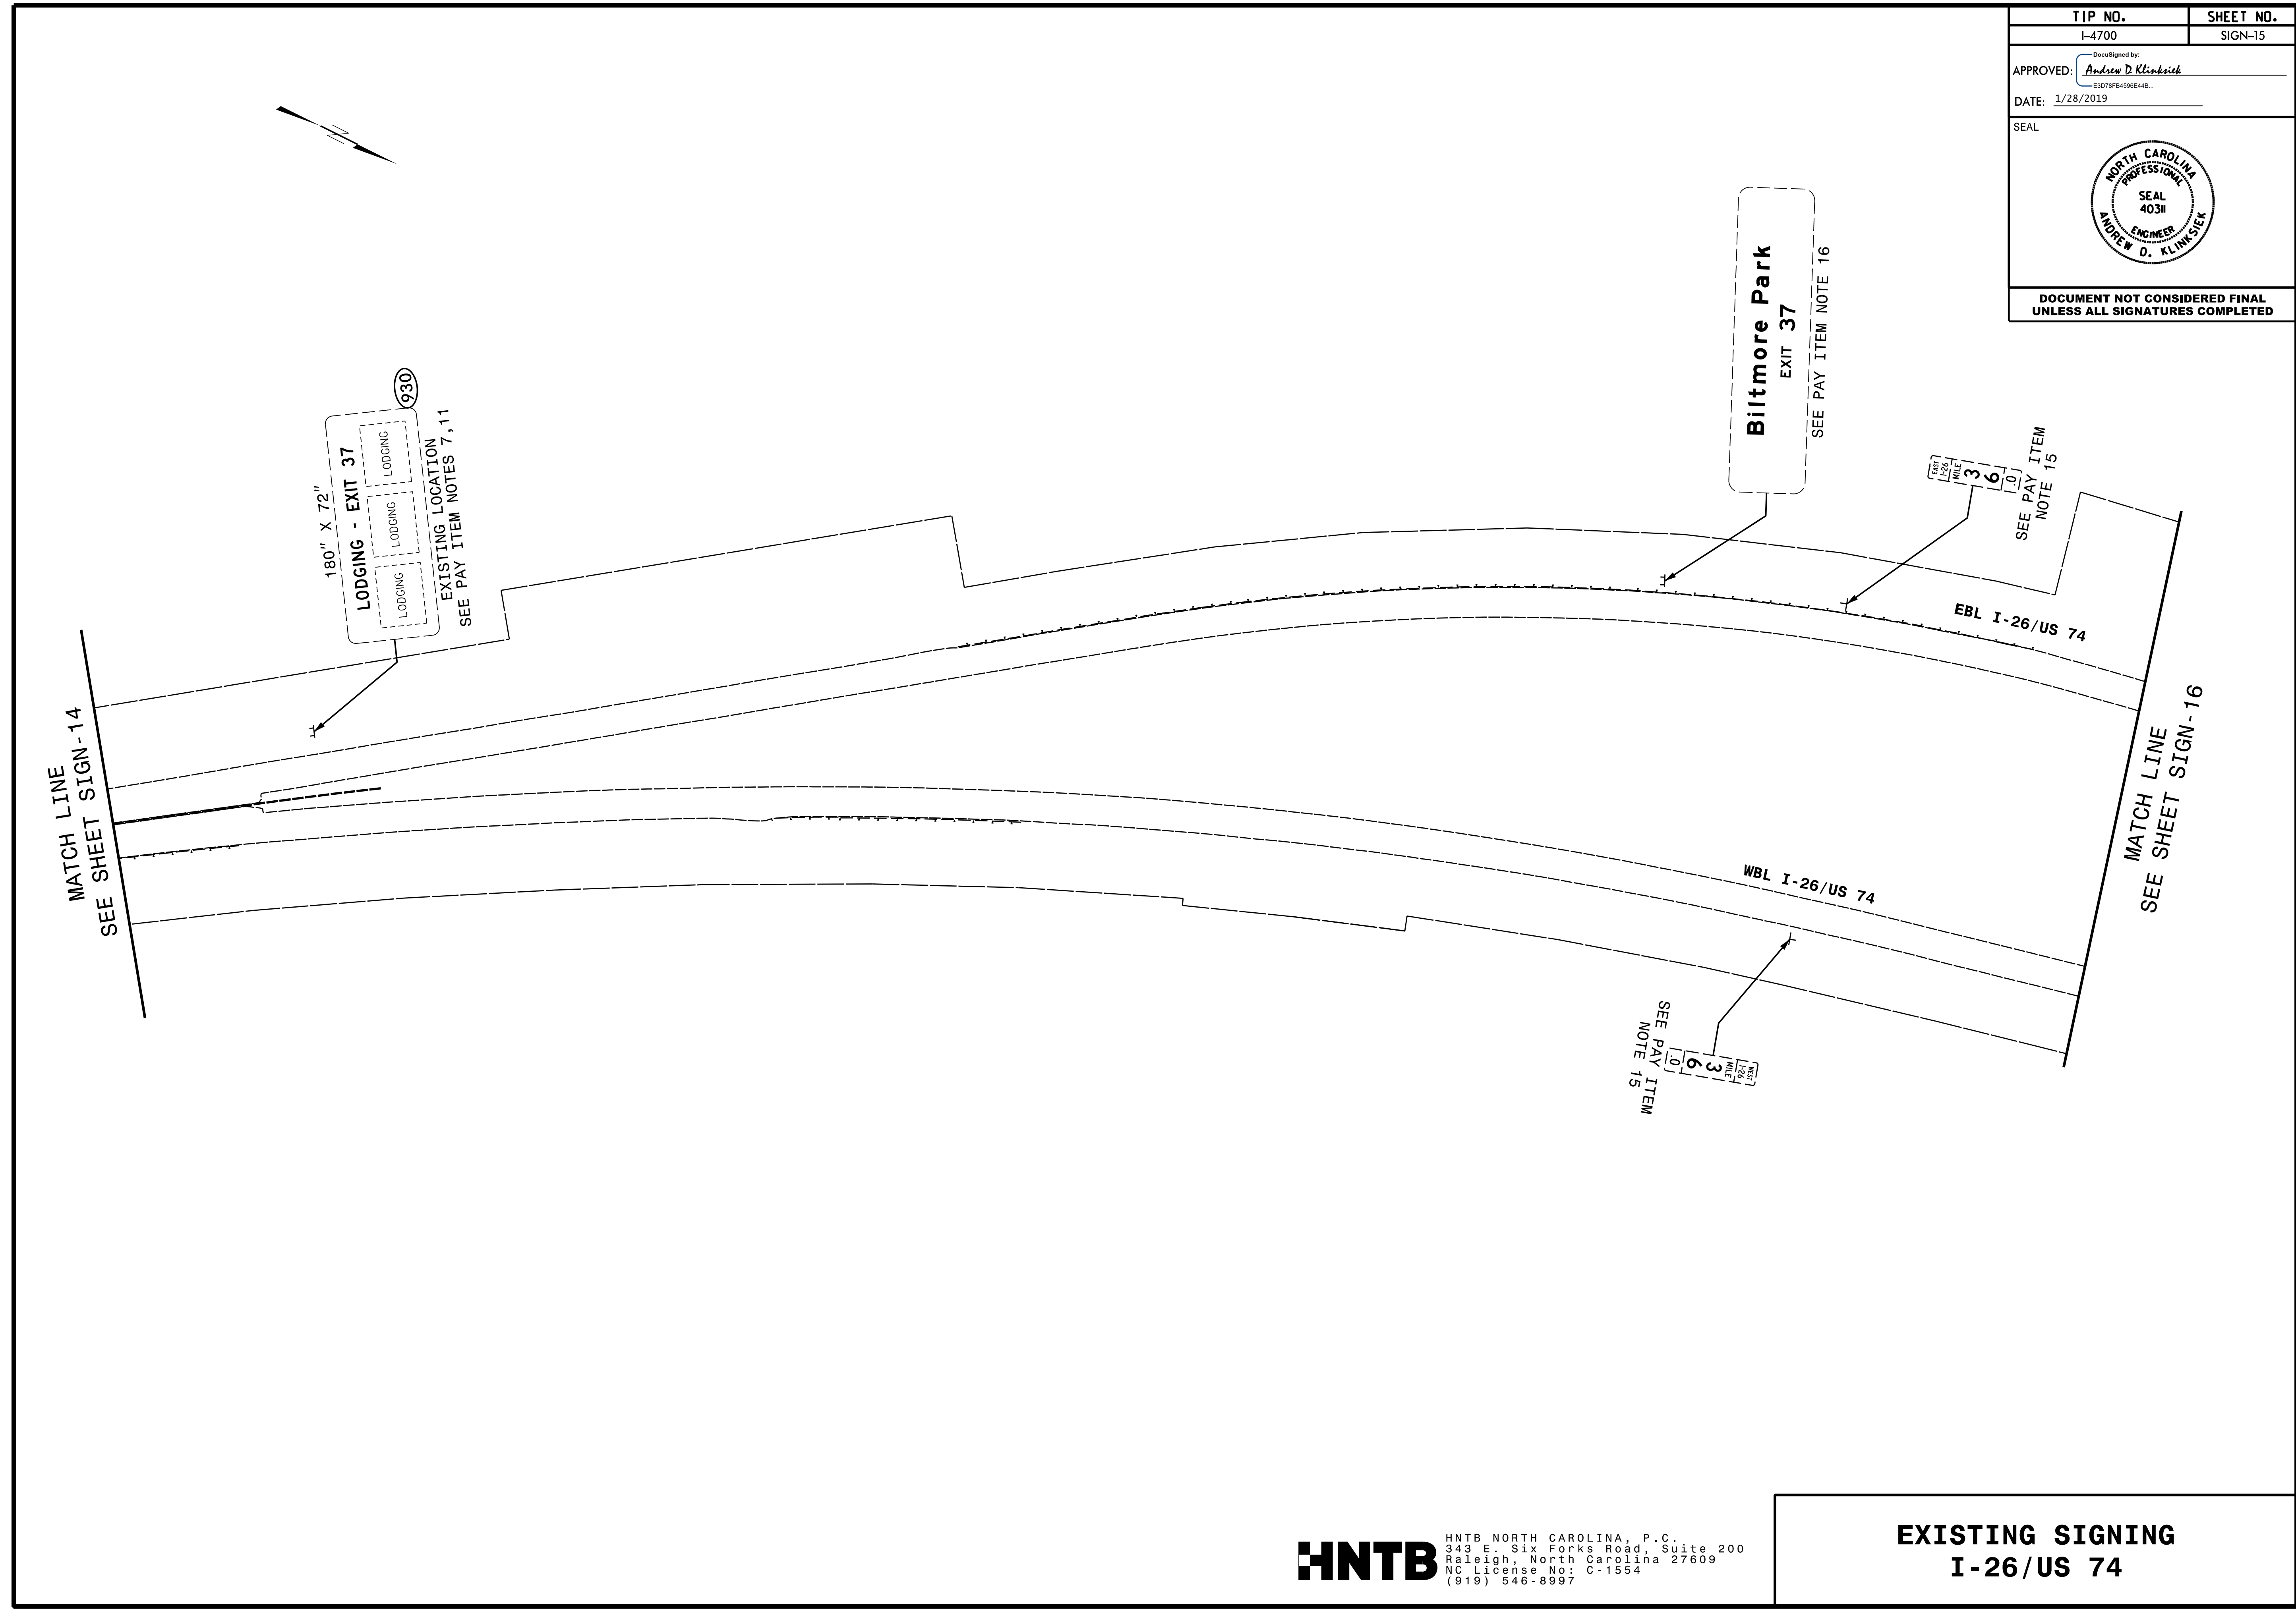 TIP NO.
SHEET NO.
I-4700
SIGN-15
DocuSigned by:
APPROVED: Andrew D. Klinksiek
E3D78FB4596E44B...
DATE: 1/28/2019
SEAL
NORTH CAROLINA
PROFESSIONAL
SEAL
40311
ENGINEER
ANDREW D. KLINKSIEK
DOCUMENT NOT CONSIDERED FINAL
UNLESS ALL SIGNATURES COMPLETED
N
180" X 72"
LODGING - EXIT 37
LODGING
LODGING
LODGING
930
EXISTING LOCATION
SEE PAY ITEM NOTES 7,11
Biltmore Park
EXIT 37
SEE PAY ITEM NOTE 16
EAST
I-26
MILE
3
6
.0
SEE PAY ITEM
NOTE 15
EBL I-26/US 74
MATCH LINE
SEE SHEET SIGN-14
MATCH LINE
SEE SHEET SIGN-16
WBL I-26/US 74
WEST
I-26
MILE
3
6
.0
SEE PAY ITEM
NOTE 15
HNTB
HNTB NORTH CAROLINA, P.C.
343 E. Six Forks Road, Suite 200
Raleigh, North Carolina 27609
NC License No: C-1554
(919) 546-8997
EXISTING SIGNING
I-26/US 74